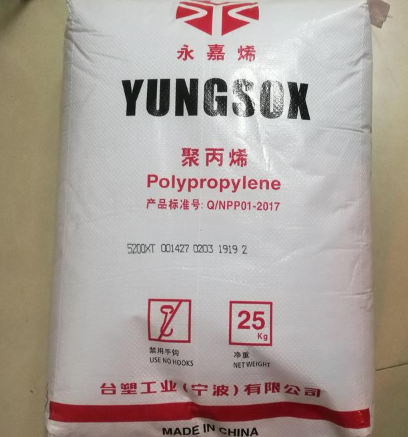 永嘉烯
YUNGSOX
聚丙烯
Polypropylene
产品标准号: Q/NPP01-2017
5200XT 001427 0203 1919 2
25
Kg
禁用手钩
USE NO HOOKS
净重
NET WEIGHT
台塑工业(宁波)有限公司
MADE IN CHINA